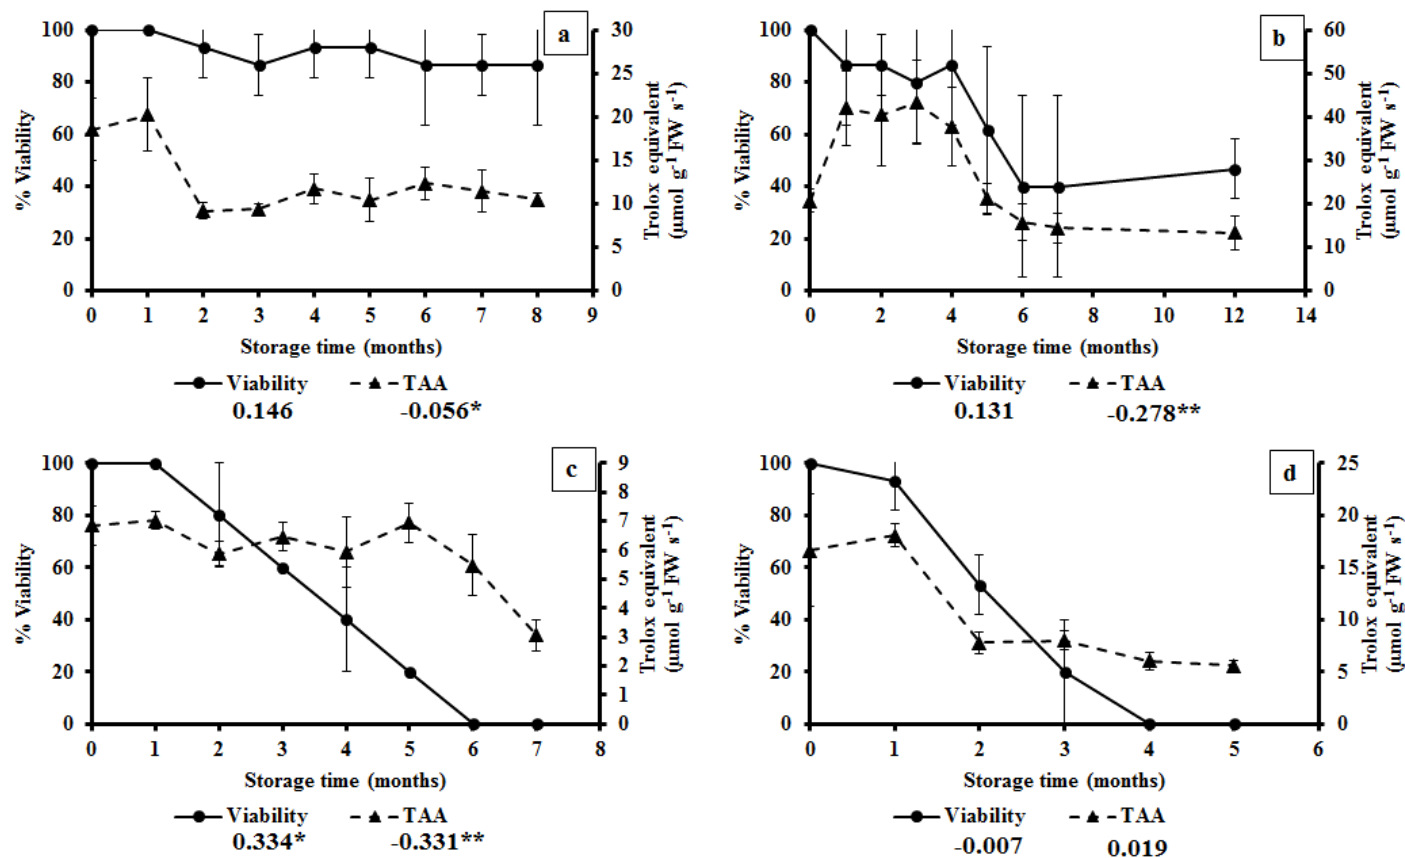 a
100
80
60
40
20
0
% Viability
30
25
20
15
10
5
0
Trolox equivalent
(µmol g⁻¹ FW s⁻¹)
0 1 2 3 4 5 6 7 8 9
Storage time (months)
Viability TAA
0.146 -0.056*
b
100
80
60
40
20
0
% Viability
60
50
40
30
20
10
0
Trolox equivalent
(µmol g⁻¹ FW s⁻¹)
0 2 4 6 8 10 12 14
Storage time (months)
Viability TAA
0.131 -0.278**
c
100
80
60
40
20
0
% Viability
9
8
7
6
5
4
3
2
1
0
Trolox equivalent
(µmol g⁻¹ FW s⁻¹)
0 1 2 3 4 5 6 7 8
Storage time (months)
Viability TAA
0.334* -0.331**
d
100
80
60
40
20
0
% Viability
25
20
15
10
5
0
Trolox equivalent
(µmol g⁻¹ FW s⁻¹)
0 1 2 3 4 5 6
Storage time (months)
Viability TAA
-0.007 0.019